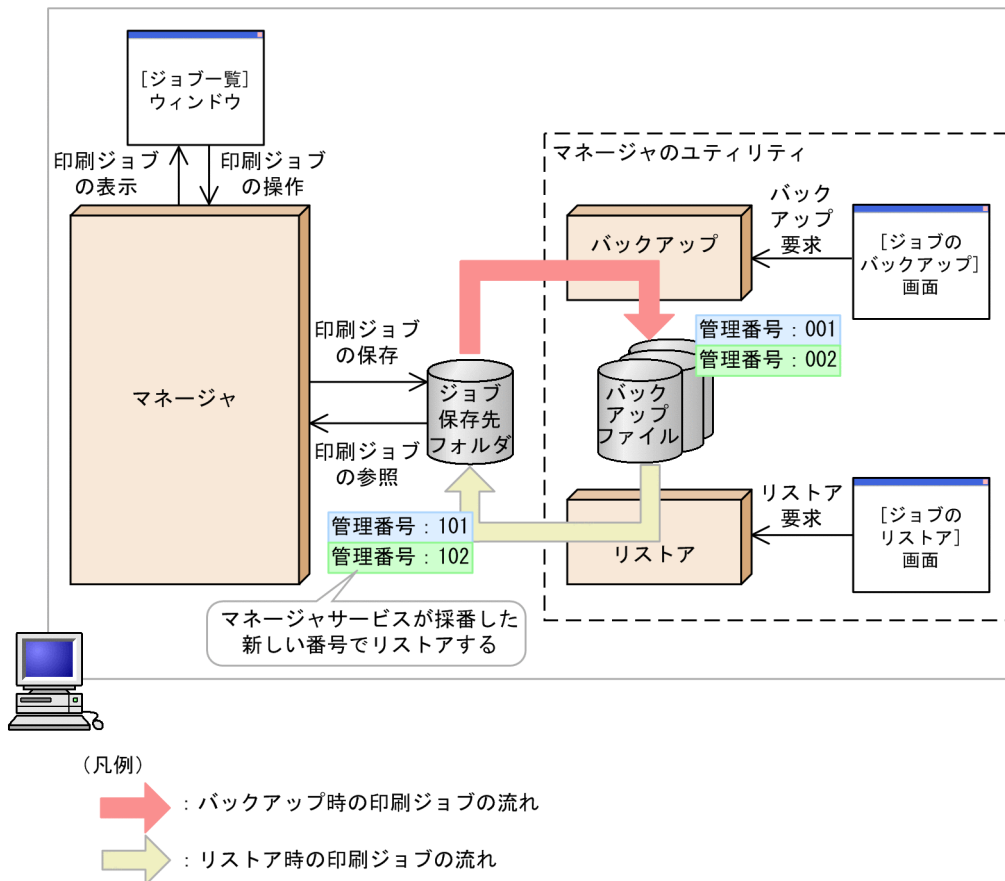 [ジョブ一覧]
ウィンドウ
印刷ジョブ
の表示
印刷ジョブ
の操作
マネージャ
印刷ジョブ
の保存
印刷ジョブ
の参照
ジョブ
保存先
フォルダ
マネージャのユティリティ
バックアップ
バック
アップ
要求
[ジョブの
バックアップ]
画面
管理番号：001
管理番号：002
バック
アップ
ファイル
管理番号：101
管理番号：102
リストア
リストア
要求
[ジョブの
リストア]
画面
マネージャサービスが採番した
新しい番号でリストアする
（凡例）
：バックアップ時の印刷ジョブの流れ
：リストア時の印刷ジョブの流れ